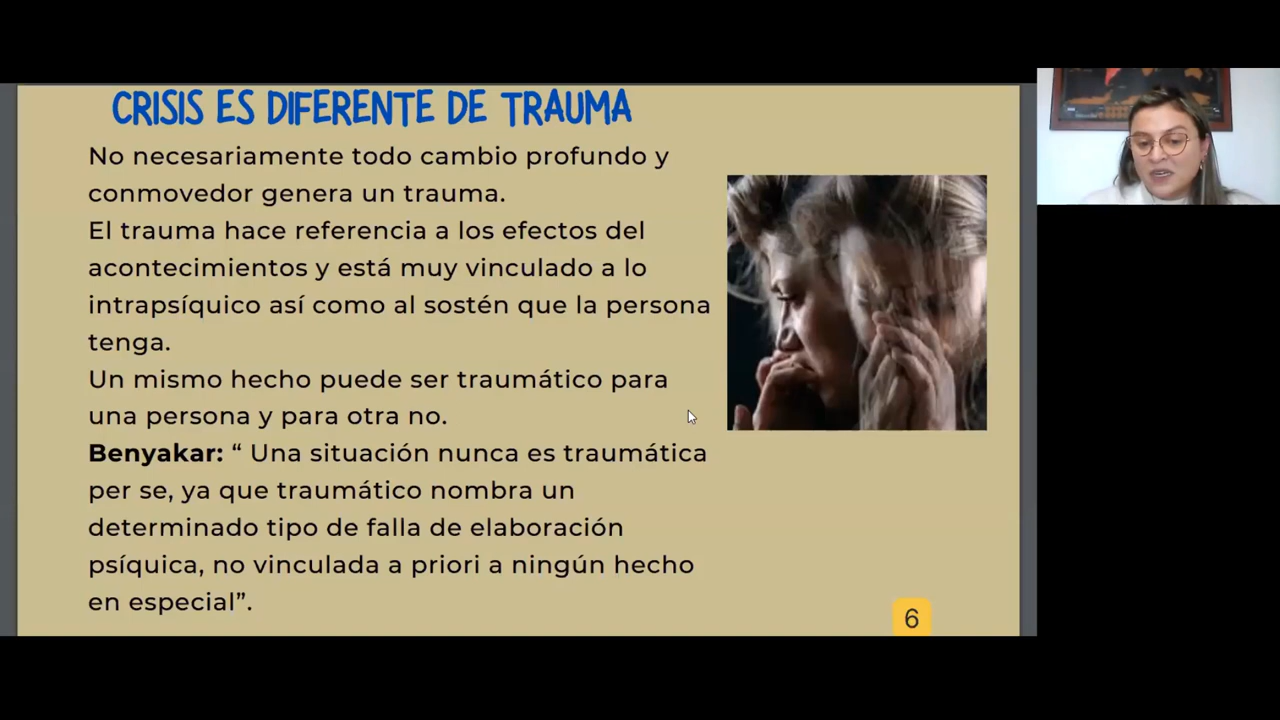 CRISIS ES DIFERENTE DE TRAUMA
No necesariamente todo cambio profundo y
conmovedor genera un trauma.
El trauma hace referencia a los efectos del
acontecimientos y está muy vinculado a lo
intrapsíquico así como al sostén que la persona
tenga.
Un mismo hecho puede ser traumático para
una persona y para otra no.
Benyakar: “ Una situación nunca es traumática
per se, ya que traumático nombra un
determinado tipo de falla de elaboración
psíquica, no vinculada a priori a ningún hecho
en especial”.
6